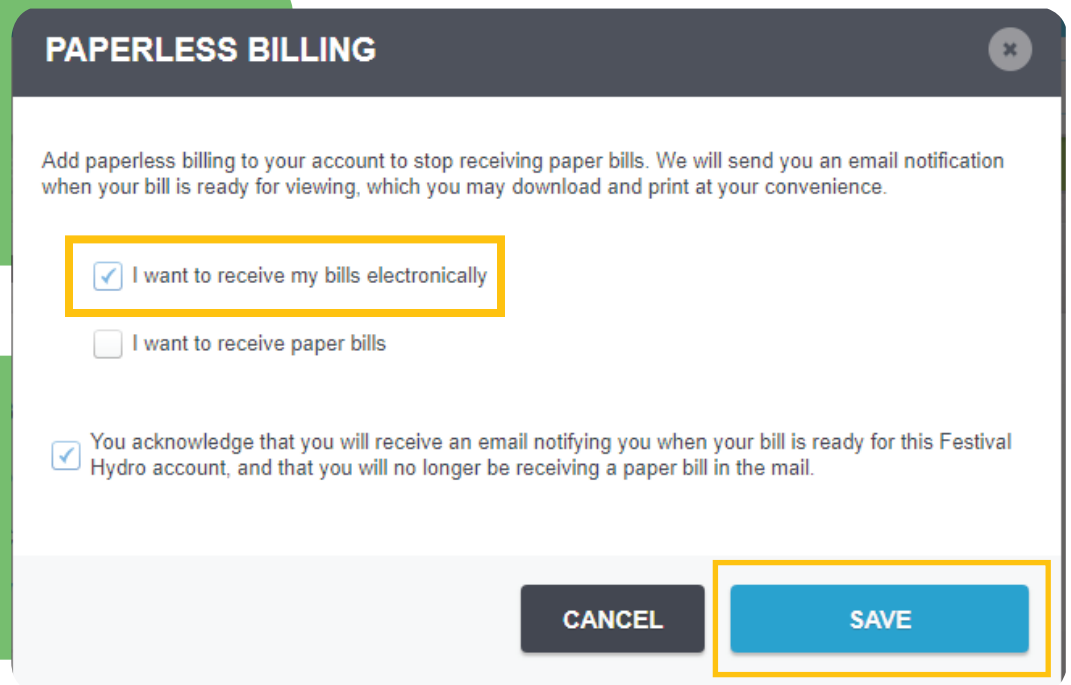 PAPERLESS BILLING
Add paperless billing to your account to stop receiving paper bills. We will send you an email notification
when your bill is ready for viewing, which you may download and print at your convenience.
I want to receive my bills electronically
I want to receive paper bills
You acknowledge that you will receive an email notifying you when your bill is ready for this Festival
Hydro account, and that you will no longer be receiving a paper bill in the mail.
CANCEL
SAVE